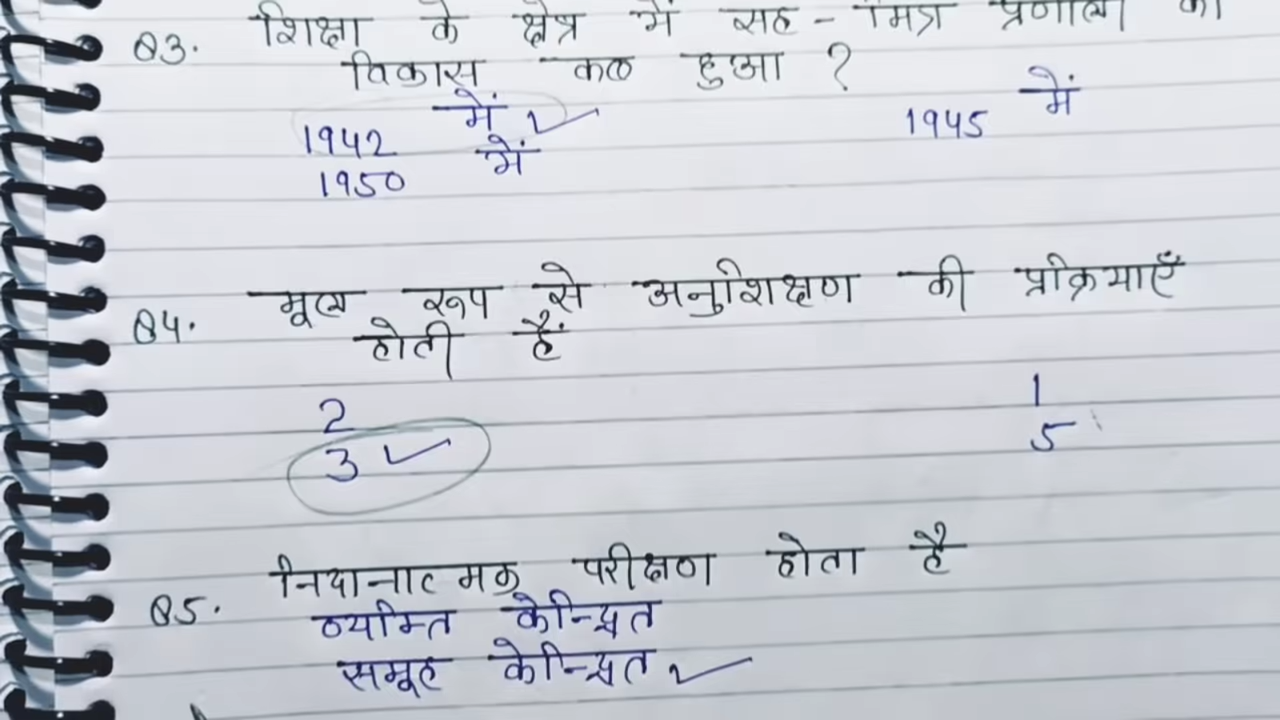 Q3. शिक्षा के क्षेत्र में सह - मित्र प्रणाली का
विकास कब हुआ ?
1942 में ✓ 1945 में
1950 में
Q4. मूल रूप से अनुशिक्षण की प्रक्रियाएँ
होती हैं
2 1
3 ✓ 5
Q5. निदानात्मक परीक्षण होता है
व्यक्ति केन्द्रित
समूह केन्द्रित ✓